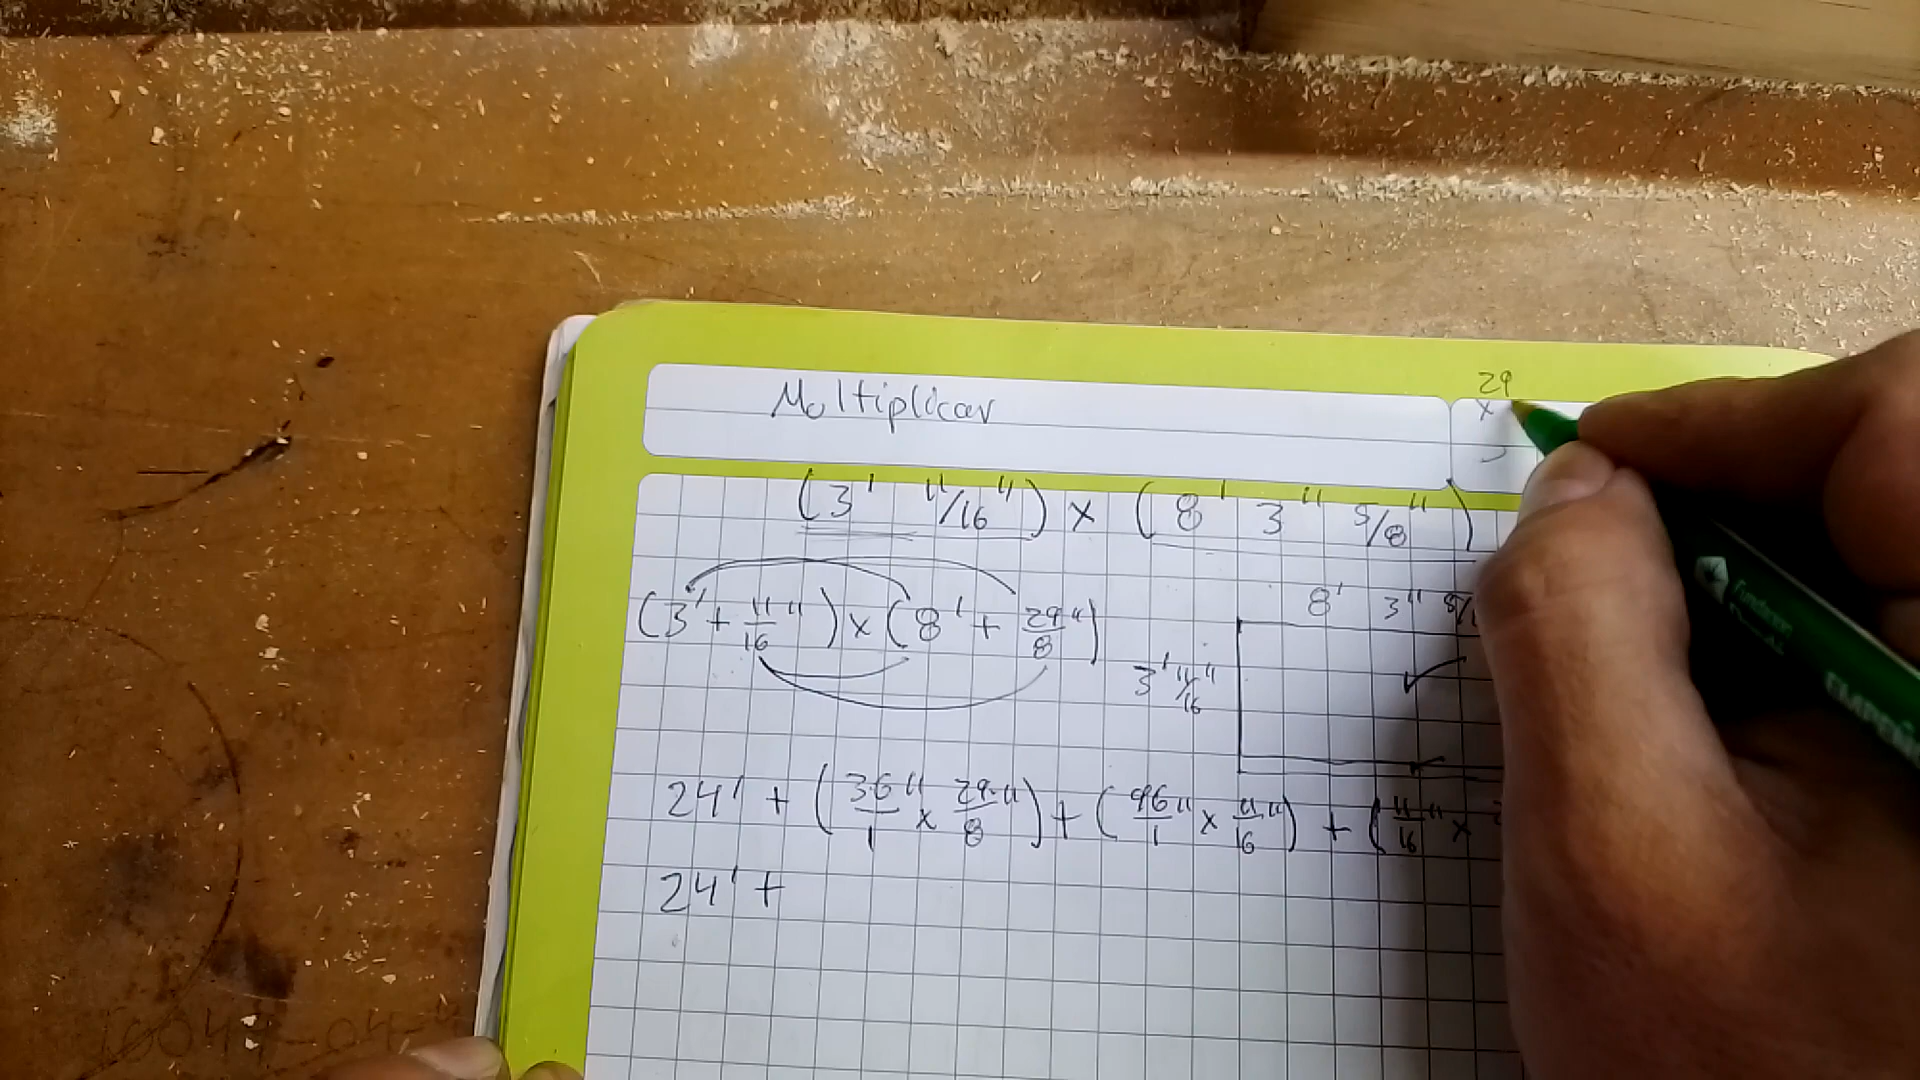 29
x
Multiplicar
(3' 11/16") x (8' 3" 5/8")
8' 3" 5/
(3' + 11/16") x (8' + 29/8")
3' 11/16"
24' + (36"/1 x 29/8") + (96"/1 x 11/16") + (11/16" x
24' +